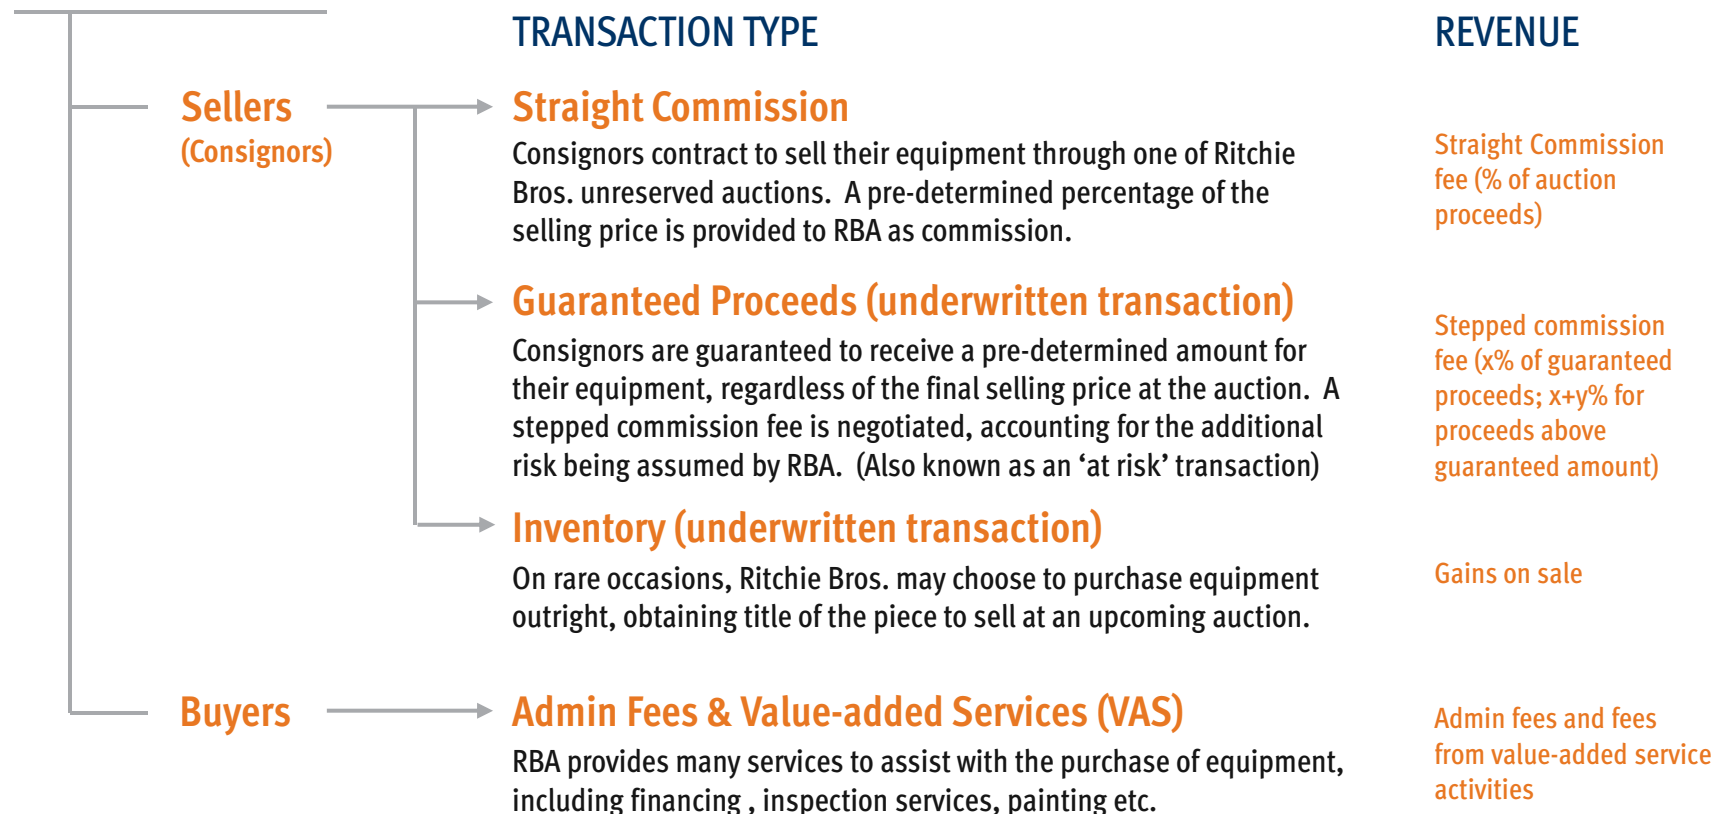 TRANSACTION TYPE
REVENUE
Sellers
(Consignors)
Straight Commission
Consignors contract to sell their equipment through one of Ritchie
Bros. unreserved auctions.  A pre-determined percentage of the
selling price is provided to RBA as commission.
Straight Commission
fee (% of auction
proceeds)
Guaranteed Proceeds (underwritten transaction)
Consignors are guaranteed to receive a pre-determined amount for
their equipment, regardless of the final selling price at the auction.  A
stepped commission fee is negotiated, accounting for the additional
risk being assumed by RBA.  (Also known as an ‘at risk’ transaction)
Stepped commission
fee (x% of guaranteed
proceeds; x+y% for
proceeds above
guaranteed amount)
Inventory (underwritten transaction)
On rare occasions, Ritchie Bros. may choose to purchase equipment
outright, obtaining title of the piece to sell at an upcoming auction.
Gains on sale
Buyers
Admin Fees & Value-added Services (VAS)
RBA provides many services to assist with the purchase of equipment,
including financing , inspection services, painting etc.
Admin fees and fees
from value-added service
activities